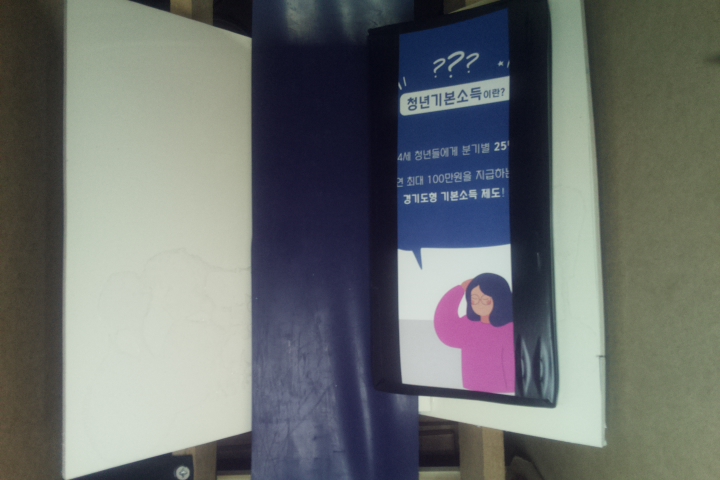 ???
청년기본소득이란?
4세 청년들에게 분기별 25
최대 100만원을 지급하는
경기도형 기본소득 제도!